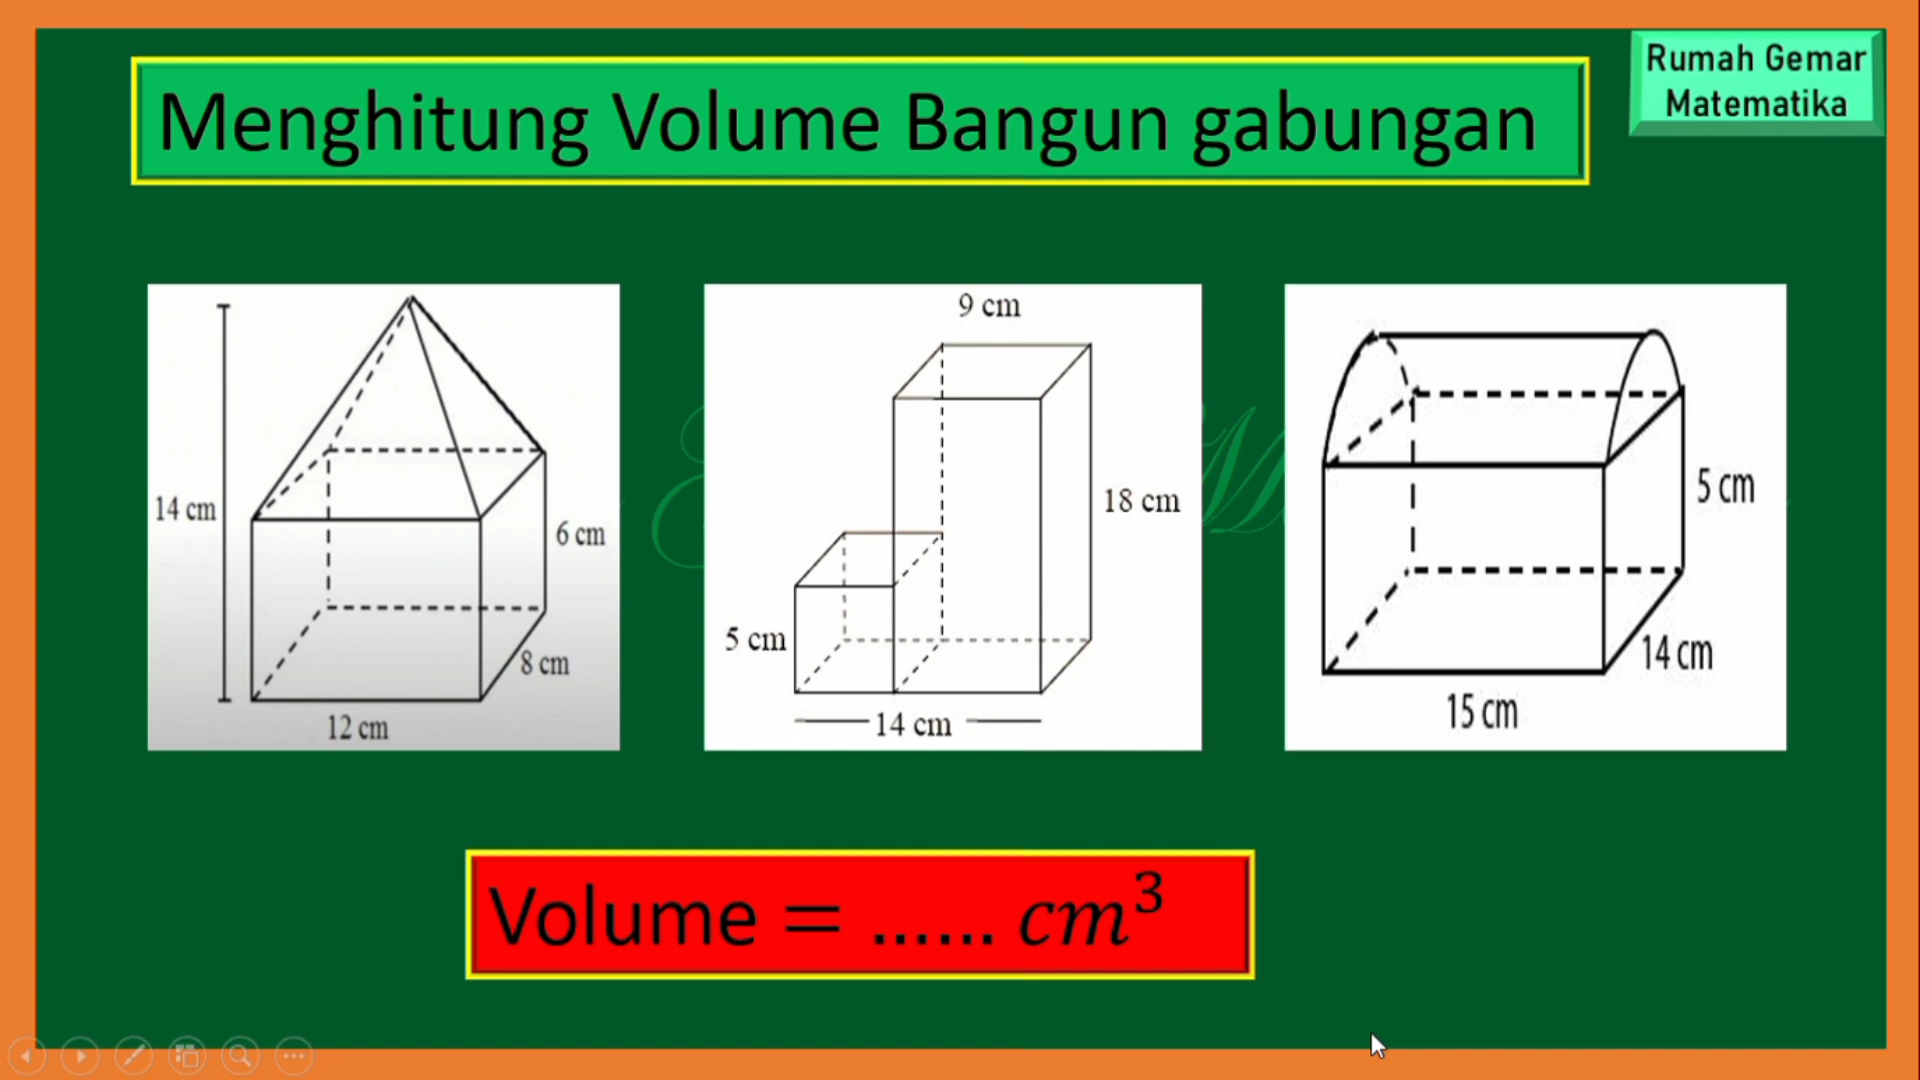 Rumah Gemar
Matematika
Menghitung Volume Bangun gabungan
14 cm
6 cm
8 cm
12 cm
9 cm
18 cm
5 cm
14 cm
5 cm
14 cm
15 cm
Volume = ...... cm³